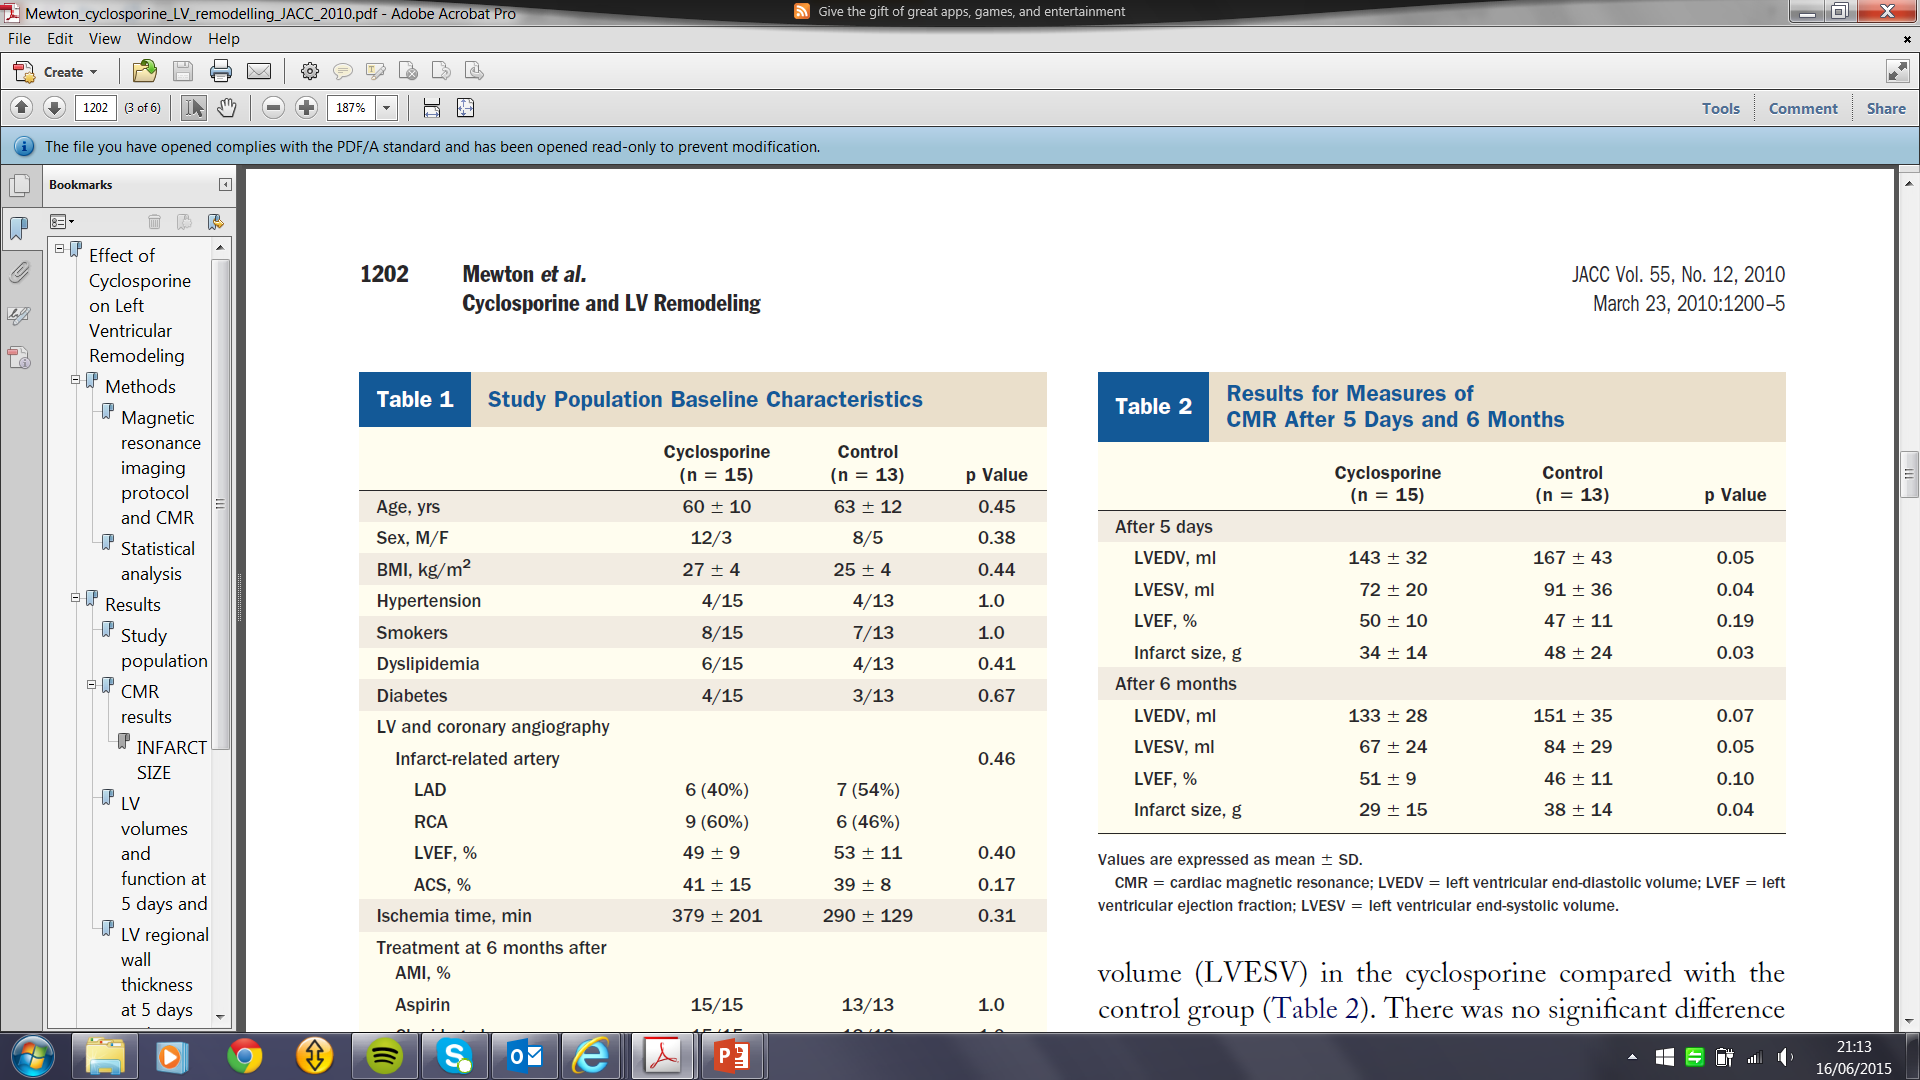 Mewton_cyclosporine_LV_remodelling_JACC_2010.pdf - Adobe Acrobat Pro
Give the gift of great apps, games, and entertainment
File Edit View Window Help
Create
1202 (3 of 6) 187% Tools Comment Share
The file you have opened complies with the PDF/A standard and has been opened read-only to prevent modification.
Bookmarks
Effect of
Cyclosporine
on Left
Ventricular
Remodeling
Methods
Magnetic
resonance
imaging
protocol
and CMR
Statistical
analysis
Results
Study
population
CMR
results
INFARCT
SIZE
LV
volumes
and
function at
5 days and
LV regional
wall
thickness
at 5 days
1202 Mewton et al.
Cyclosporine and LV Remodeling
JACC Vol. 55, No. 12, 2010
March 23, 2010:1200–5
Table 1 Study Population Baseline Characteristics
Cyclosporine (n = 15) Control (n = 13) p Value
Age, yrs 60 ± 10 63 ± 12 0.45
Sex, M/F 12/3 8/5 0.38
BMI, kg/m² 27 ± 4 25 ± 4 0.44
Hypertension 4/15 4/13 1.0
Smokers 8/15 7/13 1.0
Dyslipidemia 6/15 4/13 0.41
Diabetes 4/15 3/13 0.67
LV and coronary angiography
Infarct-related artery 0.46
LAD 6 (40%) 7 (54%)
RCA 9 (60%) 6 (46%)
LVEF, % 49 ± 9 53 ± 11 0.40
ACS, % 41 ± 15 39 ± 8 0.17
Ischemia time, min 379 ± 201 290 ± 129 0.31
Treatment at 6 months after
AMI, %
Aspirin 15/15 13/13 1.0
Table 2 Results for Measures of
CMR After 5 Days and 6 Months
Cyclosporine (n = 15) Control (n = 13) p Value
After 5 days
LVEDV, ml 143 ± 32 167 ± 43 0.05
LVESV, ml 72 ± 20 91 ± 36 0.04
LVEF, % 50 ± 10 47 ± 11 0.19
Infarct size, g 34 ± 14 48 ± 24 0.03
After 6 months
LVEDV, ml 133 ± 28 151 ± 35 0.07
LVESV, ml 67 ± 24 84 ± 29 0.05
LVEF, % 51 ± 9 46 ± 11 0.10
Infarct size, g 29 ± 15 38 ± 14 0.04
Values are expressed as mean ± SD.
CMR = cardiac magnetic resonance; LVEDV = left ventricular end-diastolic volume; LVEF = left
ventricular ejection fraction; LVESV = left ventricular end-systolic volume.
volume (LVESV) in the cyclosporine compared with the
control group (Table 2). There was no significant difference
21:13
16/06/2015